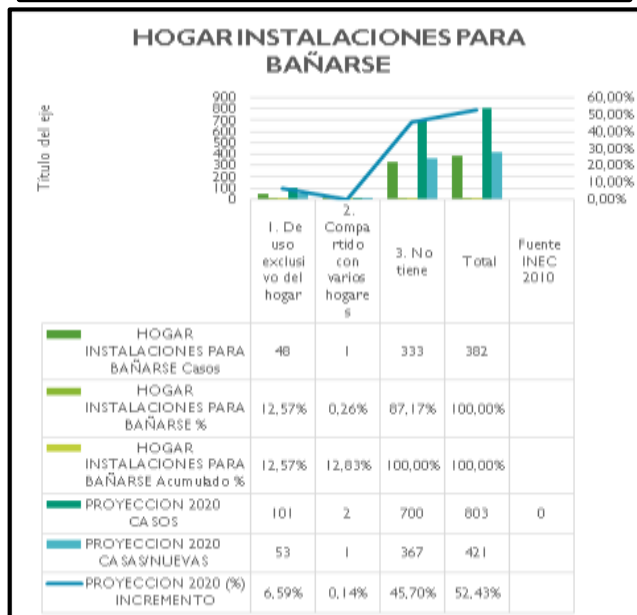 HOGAR INSTALACIONES PARA
BAÑARSE
Título del eje
900
800
700
600
500
400
300
200
100
0
60,00%
50,00%
40,00%
30,00%
20,00%
10,00%
0,00%
1. De
uso
exclusi
vo del
hogar
2.
Compa
rtido
con
varios
hogare
s
3. No
tiene
Total
Fuente
INEC
2010
HOGAR
INSTALACIONES PARA
BAÑARSE Casos
48 1 333 382
HOGAR
INSTALACIONES PARA
BAÑARSE %
12,57% 0,26% 87,17% 100,00%
HOGAR
INSTALACIONES PARA
BAÑARSE Acumulado %
12,57% 12,83% 100,00% 100,00%
PROYECCION 2020
CASOS
101 2 700 803 0
PROYECCION 2020
CASAS/NUEVAS
53 1 367 421
PROYECCION 2020 (%)
INCREMENTO
6,59% 0,14% 45,70% 52,43%